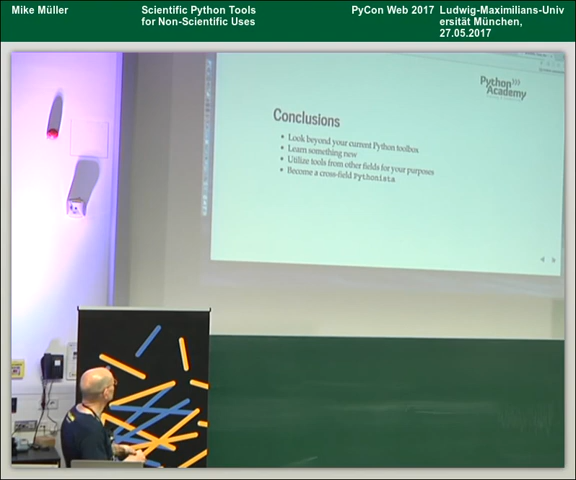 Mike Müller
Scientific Python Tools
for Non-Scientific Uses
PyCon Web 2017
Ludwig-Maximilians-Univ
ersität München,
27.05.2017
Python
Academy
Conclusions
Look beyond your current Python toolbox
Learn something new
Utilize tools from other fields for your purposes
Become a cross-field Pythonista